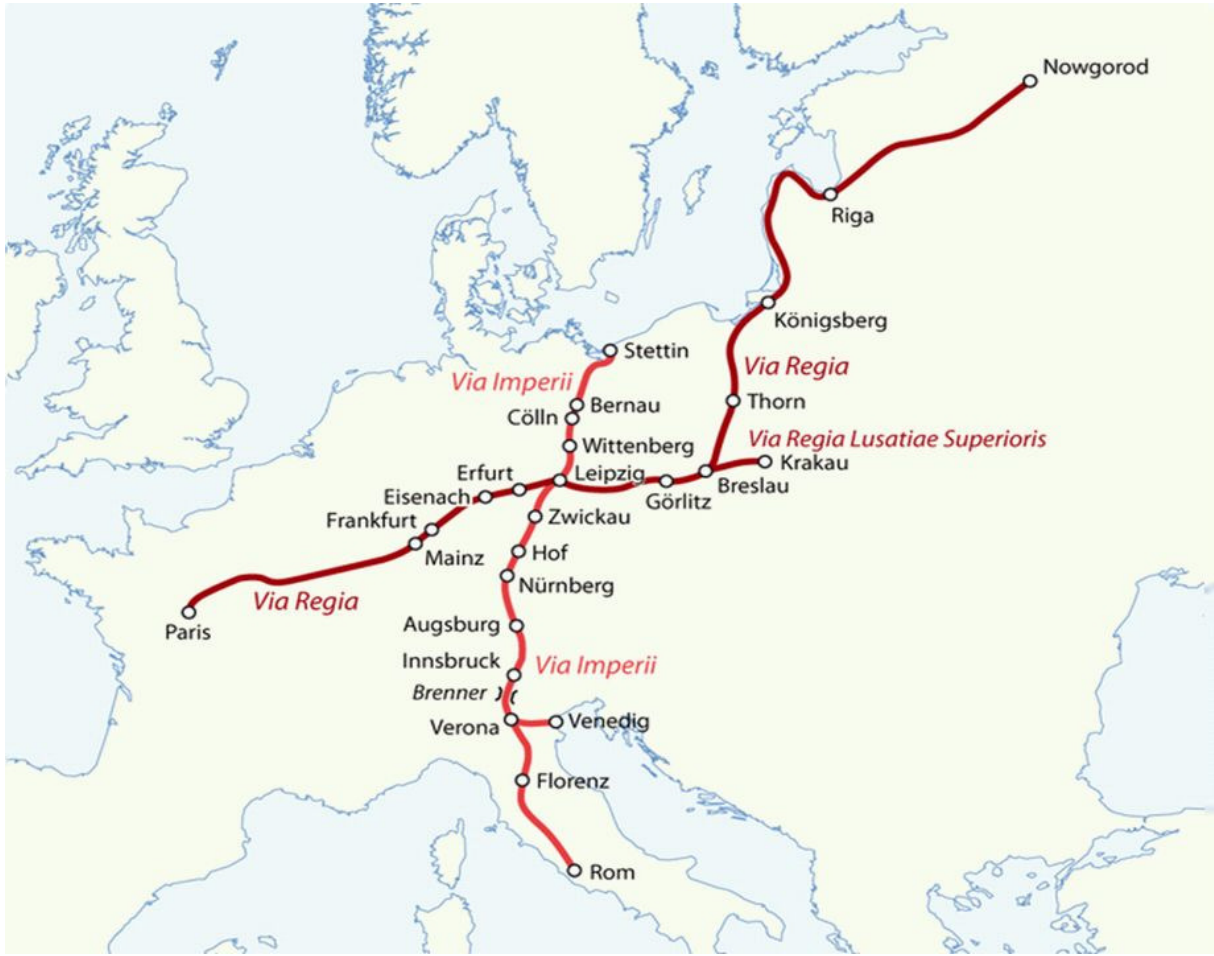 Nowgorod
Riga
Königsberg
Stettin
Via Regia
Via Imperii
Bernau
Thorn
Cölln
Via Regia Lusatiae Superioris
Wittenberg
Krakau
Erfurt
Leipzig
Breslau
Eisenach
Görlitz
Zwickau
Frankfurt
Hof
Mainz
Nürnberg
Via Regia
Paris
Augsburg
Innsbruck
Via Imperii
Brenner
Verona
Venedig
Florenz
Rom